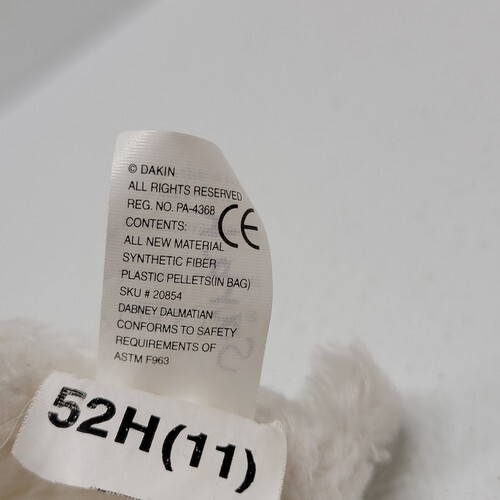 © DAKIN
ALL RIGHTS RESERVED
REG. NO. PA-4368
CE
CONTENTS:
ALL NEW MATERIAL
SYNTHETIC FIBER
PLASTIC PELLETS(IN BAG)
SKU # 20854
DABNEY DALMATIAN
CONFORMS TO SAFETY
REQUIREMENTS OF
ASTM F963
52H(11)